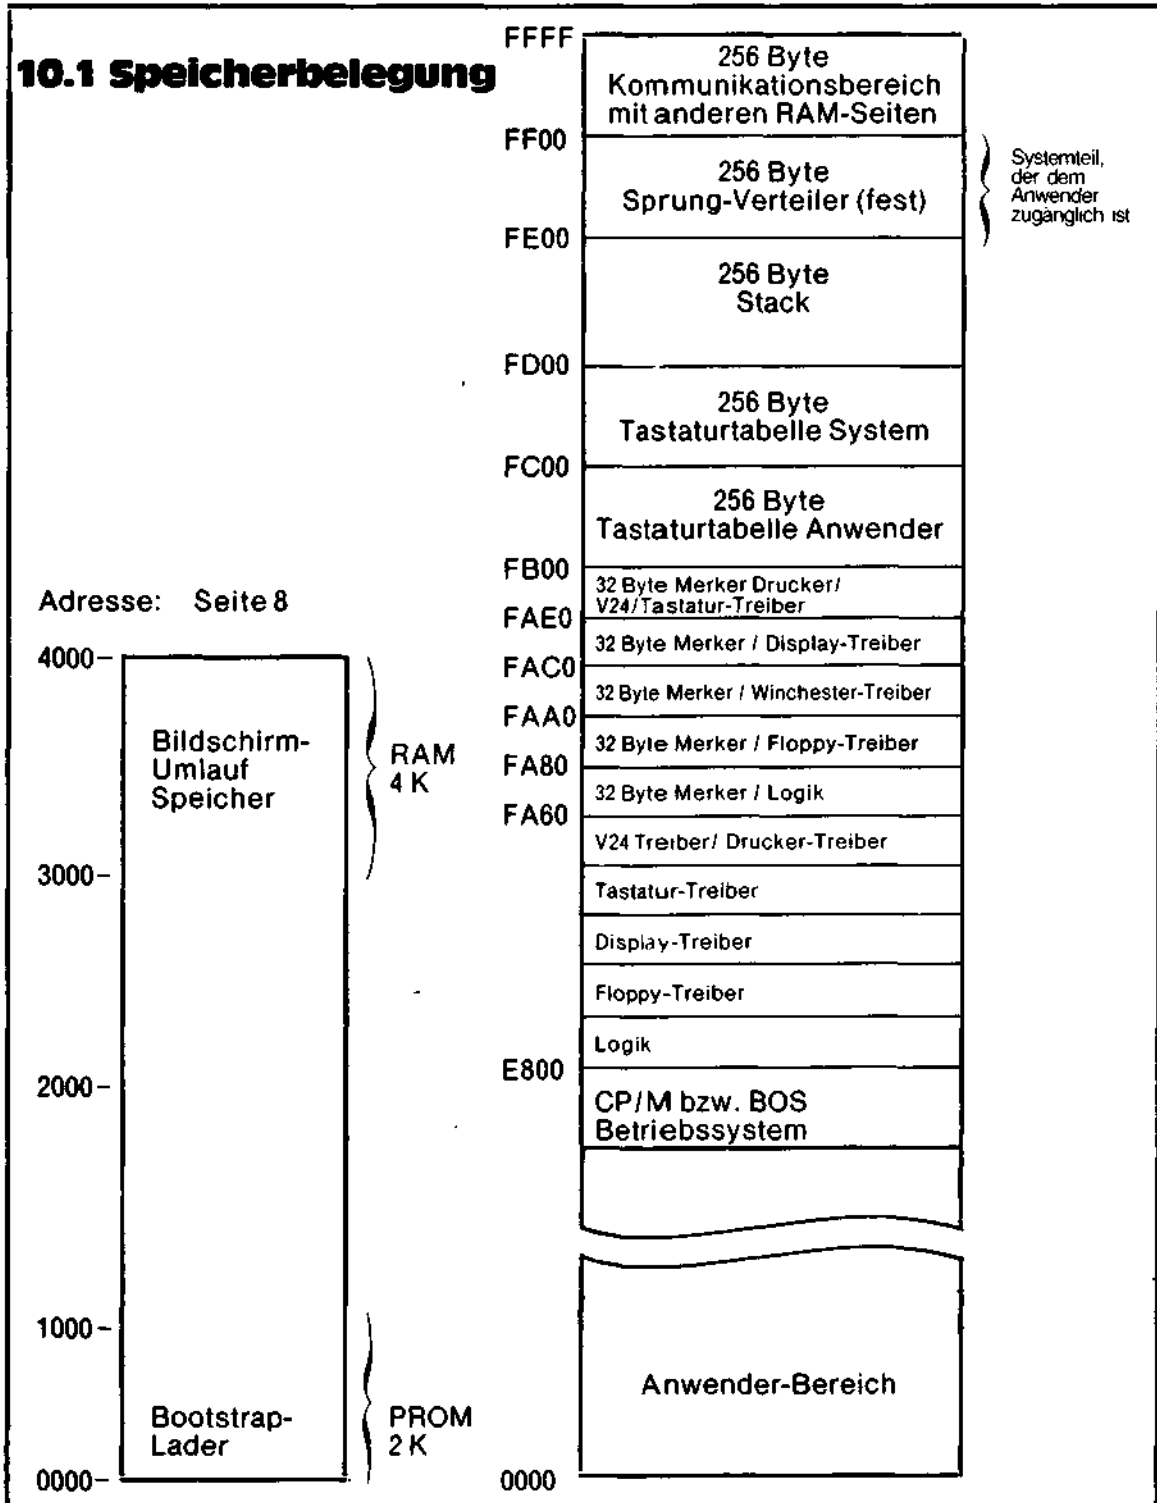 10.1 Speicherbelegung
FFFF
256 Byte
Kommunikationsbereich
mit anderen RAM-Seiten
FF00
256 Byte
Sprung-Verteiler (fest)
Systemteil,
der dem
Anwender
zugänglich ist
FE00
256 Byte
Stack
FD00
256 Byte
Tastaturtabelle System
FC00
256 Byte
Tastaturtabelle Anwender
FB00
32 Byte Merker Drucker/
V24/Tastatur-Treiber
FAE0
32 Byte Merker / Display-Treiber
FAC0
32 Byte Merker / Winchester-Treiber
FAA0
32 Byte Merker / Floppy-Treiber
FA80
32 Byte Merker / Logik
FA60
V24 Treiber/ Drucker-Treiber
Tastatur-Treiber
Display-Treiber
Floppy-Treiber
Logik
E800
CP/M bzw. BOS
Betriebssystem
Anwender-Bereich
0000
Adresse: Seite 8
4000-
Bildschirm-
Umlauf
Speicher
RAM
4 K
3000-
2000-
1000-
Bootstrap-
Lader
PROM
2 K
0000-